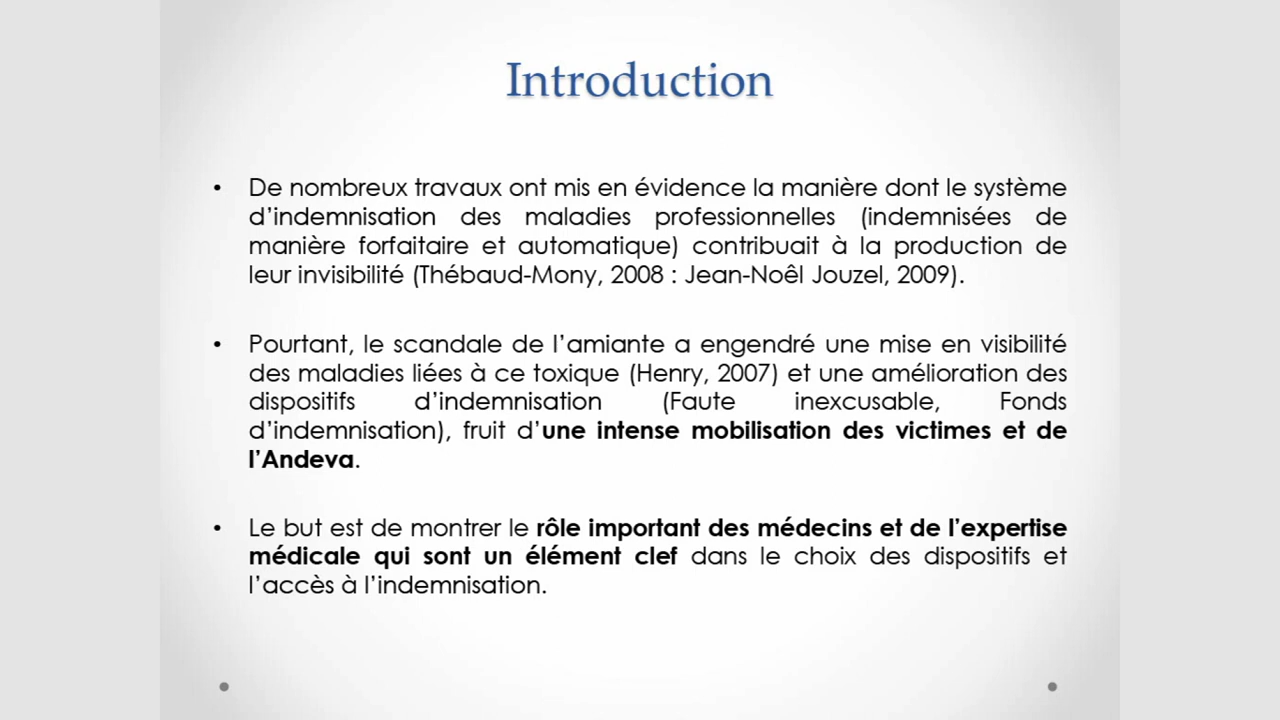 Introduction
• De nombreux travaux ont mis en évidence la manière dont le système
d’indemnisation des maladies professionnelles (indemnisées de
manière forfaitaire et automatique) contribuait à la production de
leur invisibilité (Thébaud-Mony, 2008 : Jean-Noêl Jouzel, 2009).
• Pourtant, le scandale de l’amiante a engendré une mise en visibilité
des maladies liées à ce toxique (Henry, 2007) et une amélioration des
dispositifs d’indemnisation (Faute inexcusable, Fonds
d’indemnisation), fruit d’une intense mobilisation des victimes et de
l’Andeva.
• Le but est de montrer le rôle important des médecins et de l’expertise
médicale qui sont un élément clef dans le choix des dispositifs et
l’accès à l’indemnisation.